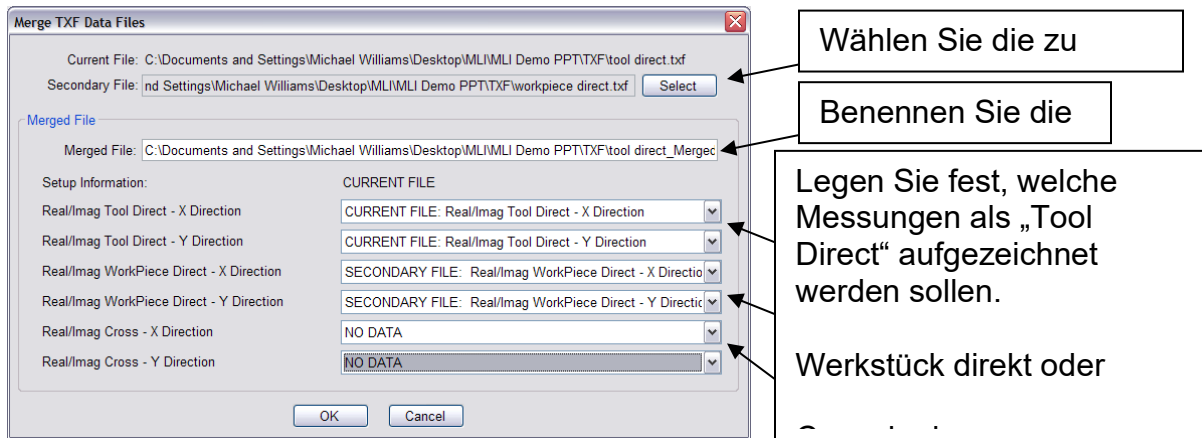 Merge TXF Data Files
Current File: C:\Documents and Settings\Michael Williams\Desktop\MLI\MLI Demo PPT\TXF\tool direct.txf
Secondary File: nd Settings\Michael Williams\Desktop\MLI\MLI Demo PPT\TXF\workpiece direct.txf Select
Merged File
Merged File: C:\Documents and Settings\Michael Williams\Desktop\MLI\MLI Demo PPT\TXF\tool direct_Merged
Setup Information: CURRENT FILE
Real/Imag Tool Direct - X Direction CURRENT FILE: Real/Imag Tool Direct - X Direction
Real/Imag Tool Direct - Y Direction CURRENT FILE: Real/Imag Tool Direct - Y Direction
Real/Imag WorkPiece Direct - X Direction SECONDARY FILE: Real/Imag WorkPiece Direct - X Directio
Real/Imag WorkPiece Direct - Y Direction SECONDARY FILE: Real/Imag WorkPiece Direct - Y Directic
Real/Imag Cross - X Direction NO DATA
Real/Imag Cross - Y Direction NO DATA
OK Cancel
Wählen Sie die zu
Benennen Sie die
Legen Sie fest, welche
Messungen als „Tool
Direct“ aufgezeichnet
werden sollen.
Werkstück direkt oder